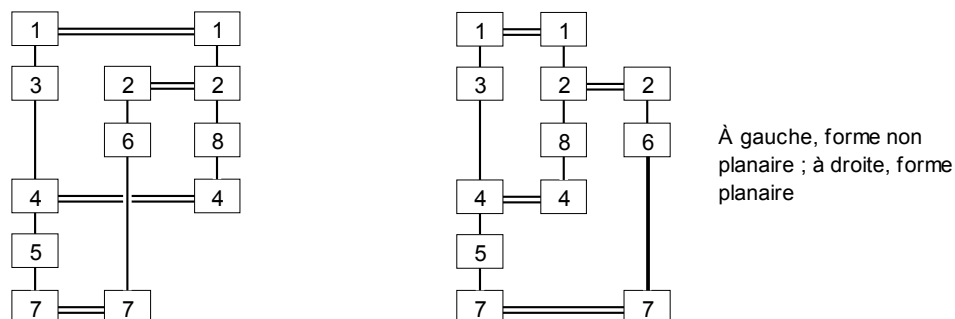 1 1 1 1
3 2 2 3 2 2
6 8 8 6
À gauche, forme non
planaire ; à droite, forme
planaire
4 4 4 4
5 5
7 7 7 7